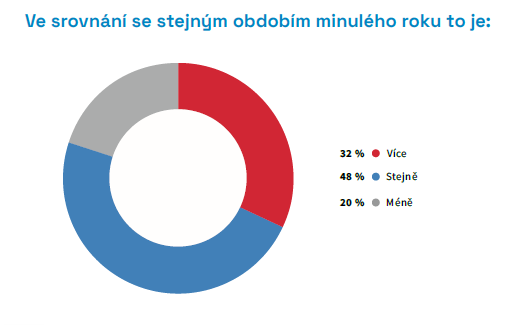 Ve srovnání se stejným obdobím minulého roku to je:
32 % Více
48 % Stejně
20 % Méně